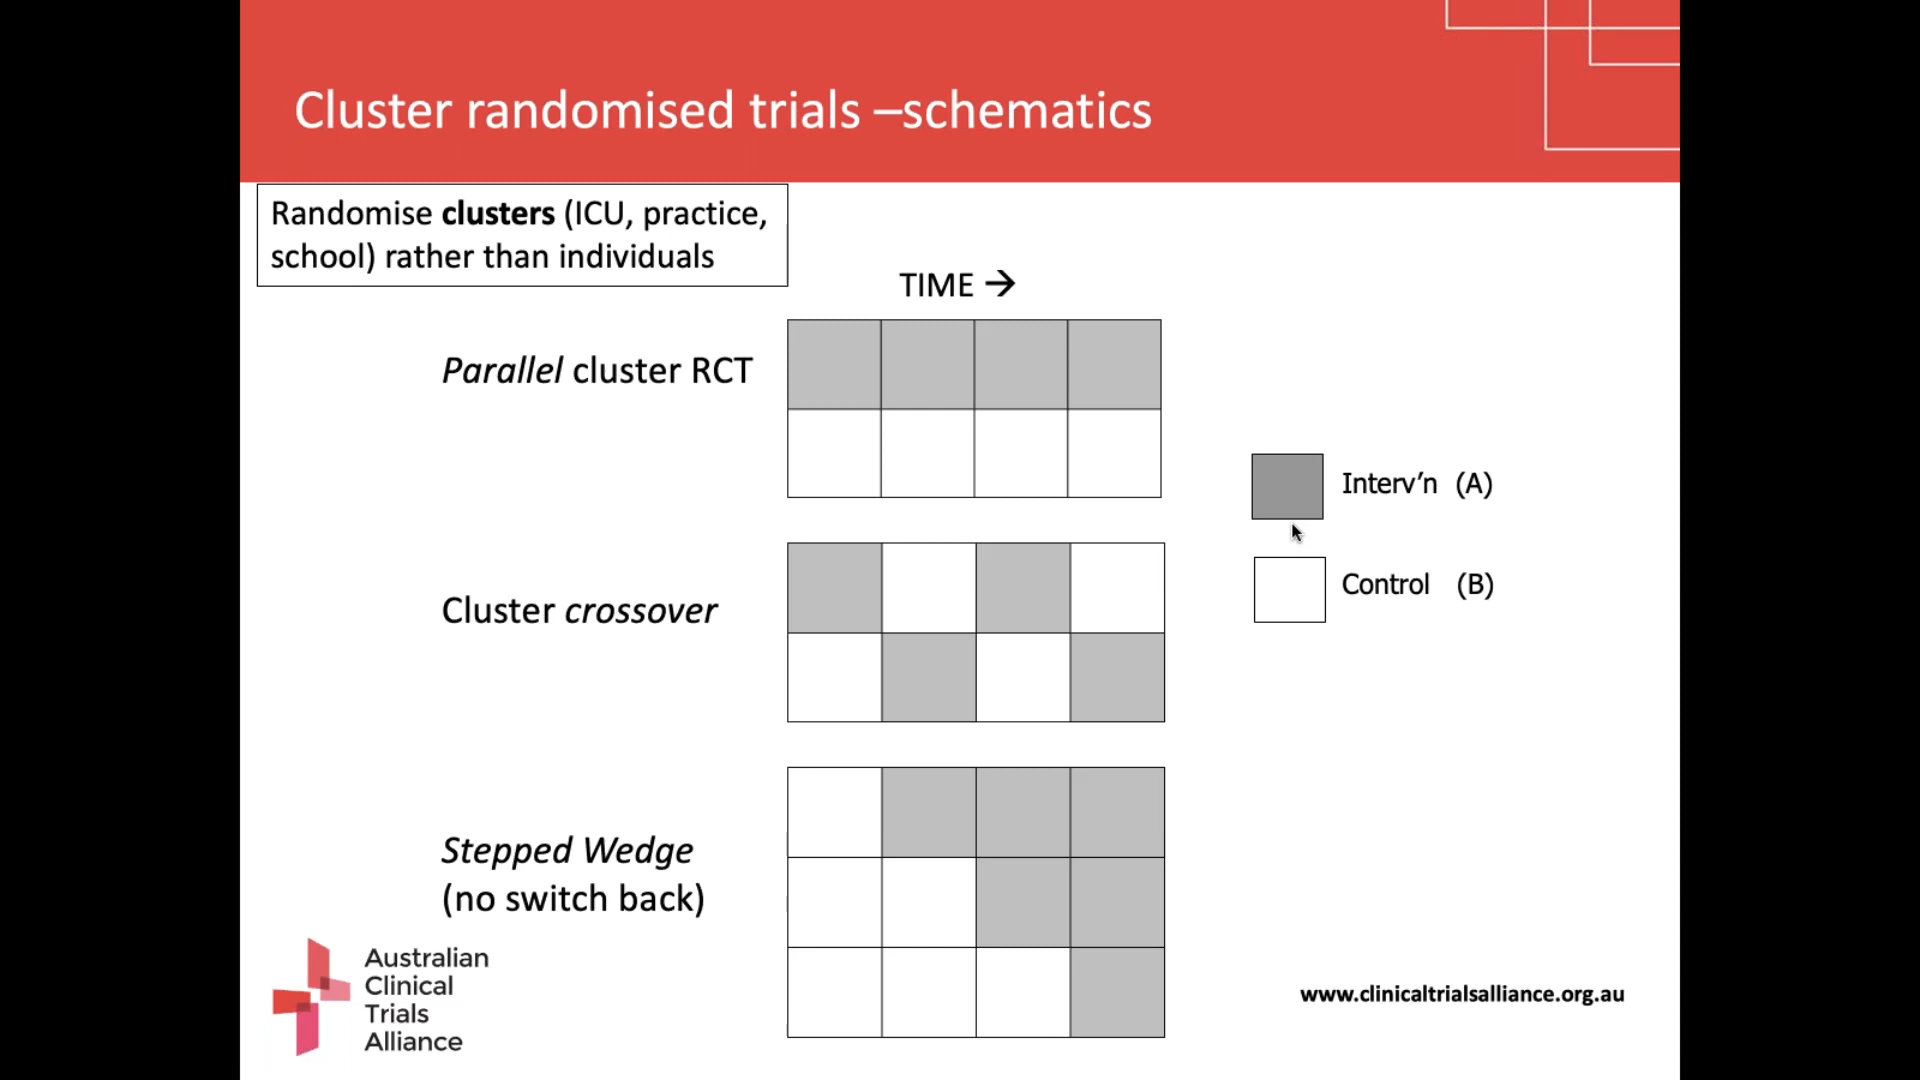 Cluster randomised trials –schematics
Randomise clusters (ICU, practice,
school) rather than individuals
TIME →
Parallel cluster RCT
Interv’n (A)
Control (B)
Cluster crossover
Stepped Wedge
(no switch back)
Australian
Clinical
Trials
Alliance
www.clinicaltrialsalliance.org.au